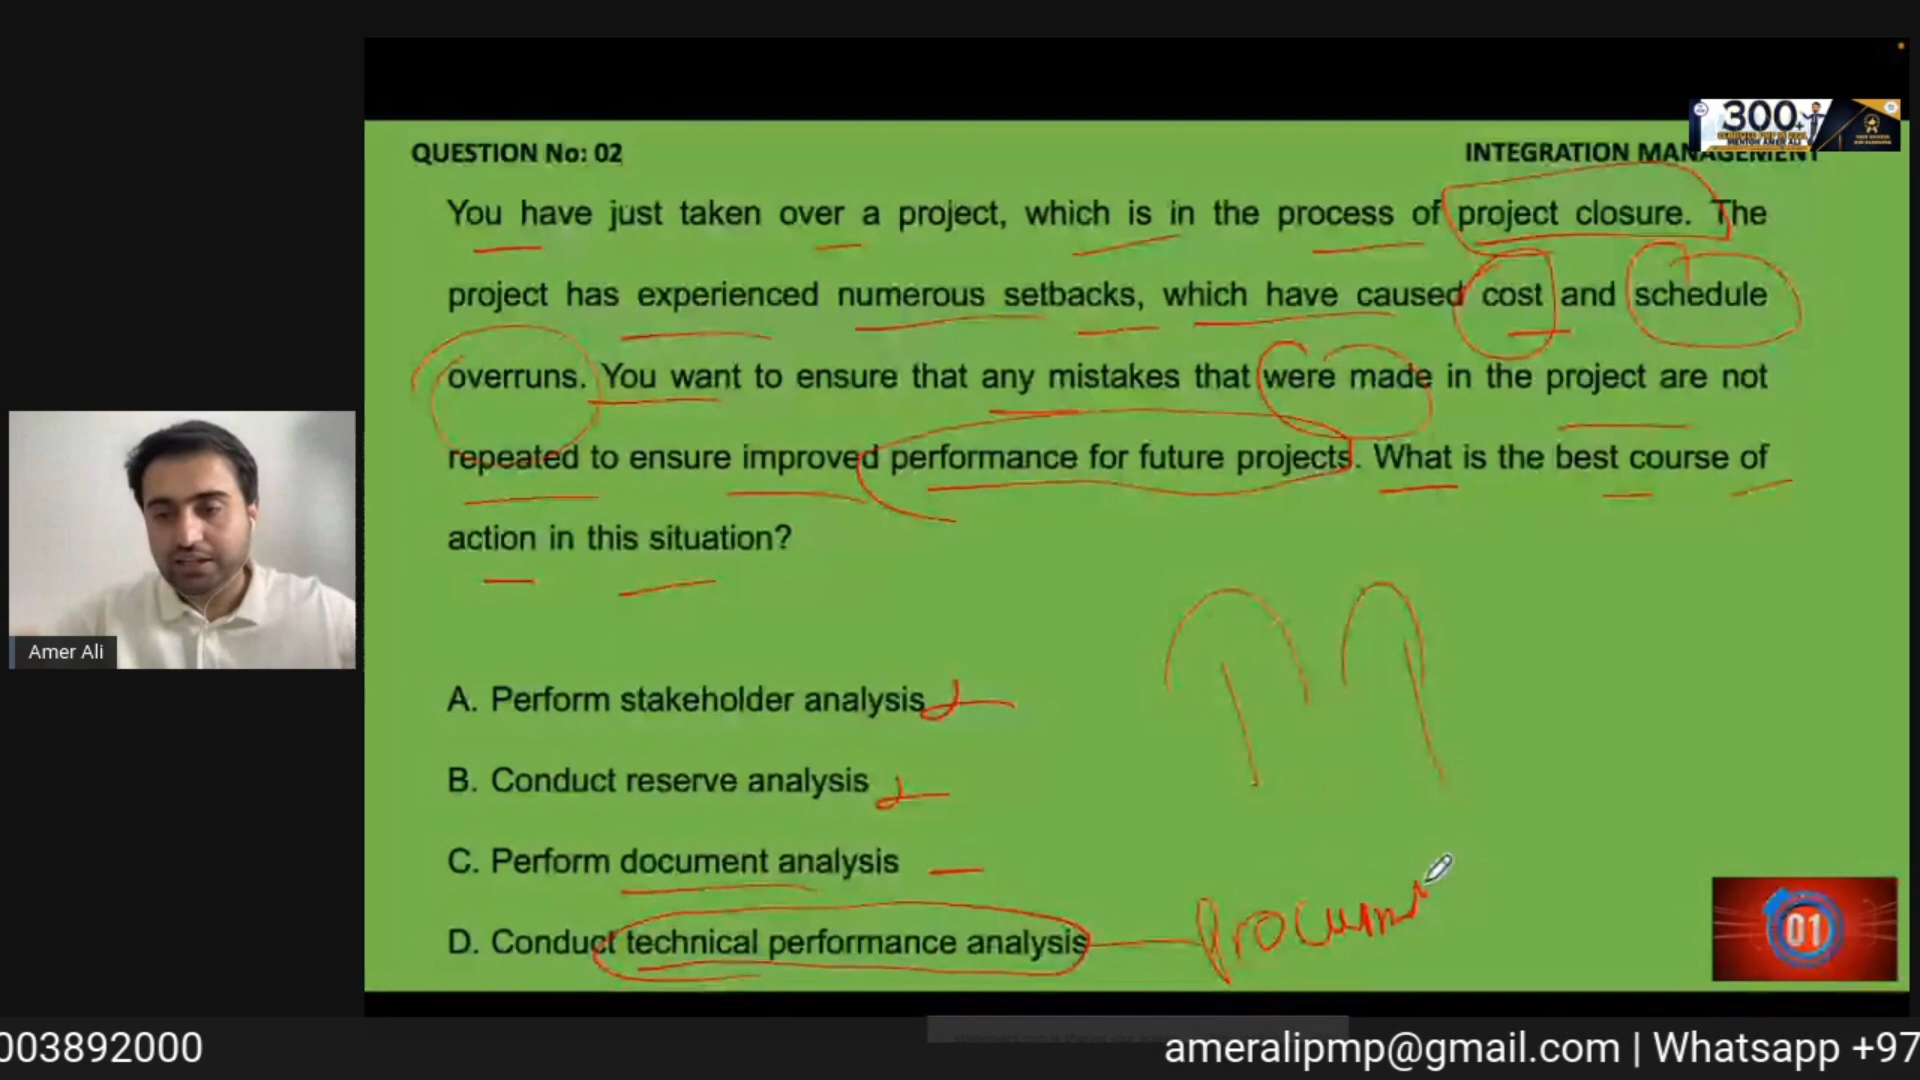 300+
QUESTION No: 02
INTEGRATION MANAGEMENT
You have just taken over a project, which is in the process of project closure. The
project has experienced numerous setbacks, which have caused cost and schedule
overruns. You want to ensure that any mistakes that were made in the project are not
repeated to ensure improved performance for future projects. What is the best course of
action in this situation?
Amer Ali
A. Perform stakeholder analysis
B. Conduct reserve analysis
C. Perform document analysis
D. Conduct technical performance analysis
01
003892000
ameralipmp@gmail.com | Whatsapp +97